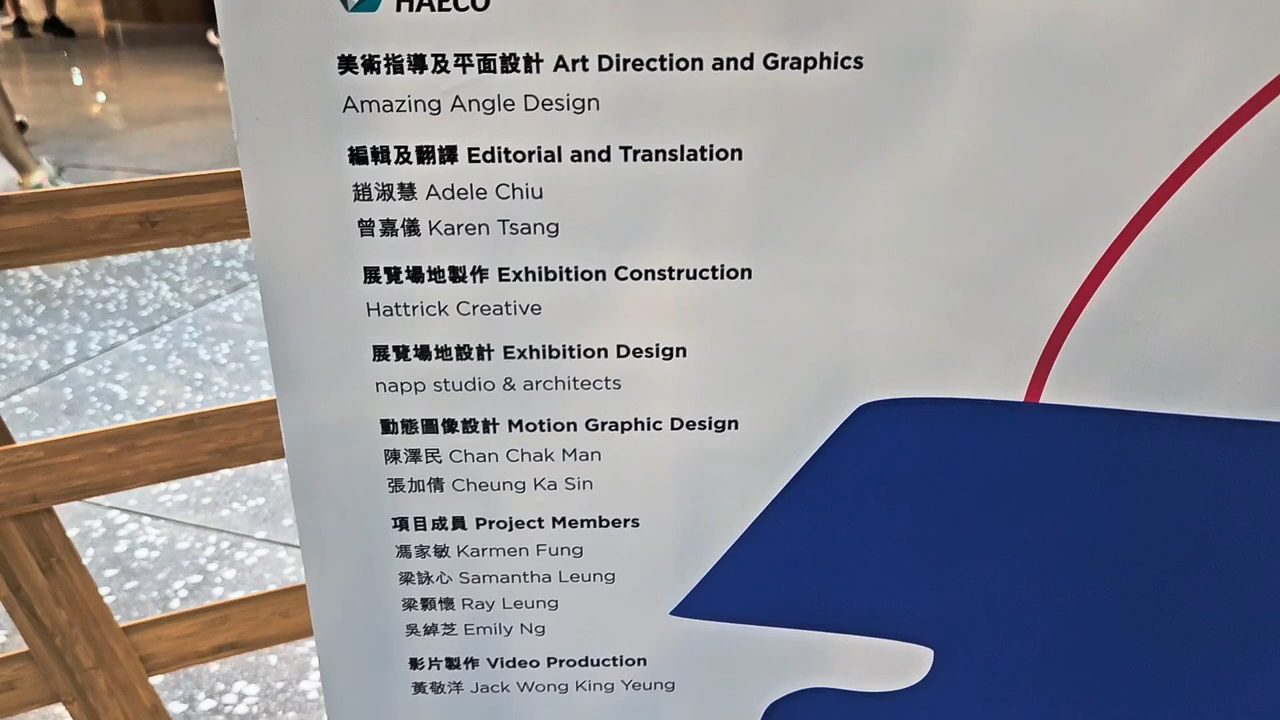 HAECO
美術指導及平面設計 Art Direction and Graphics
Amazing Angle Design
編輯及翻譯 Editorial and Translation
趙淑慧 Adele Chiu
曾嘉儀 Karen Tsang
展覽場地製作 Exhibition Construction
Hattrick Creative
展覽場地設計 Exhibition Design
napp studio & architects
動態圖像設計 Motion Graphic Design
陳澤民 Chan Chak Man
張加倩 Cheung Ka Sin
項目成員 Project Members
馮家敏 Karmen Fung
梁詠心 Samantha Leung
梁顥懷 Ray Leung
吳綽芝 Emily Ng
影片製作 Video Production
黃敬洋 Jack Wong King Yeung